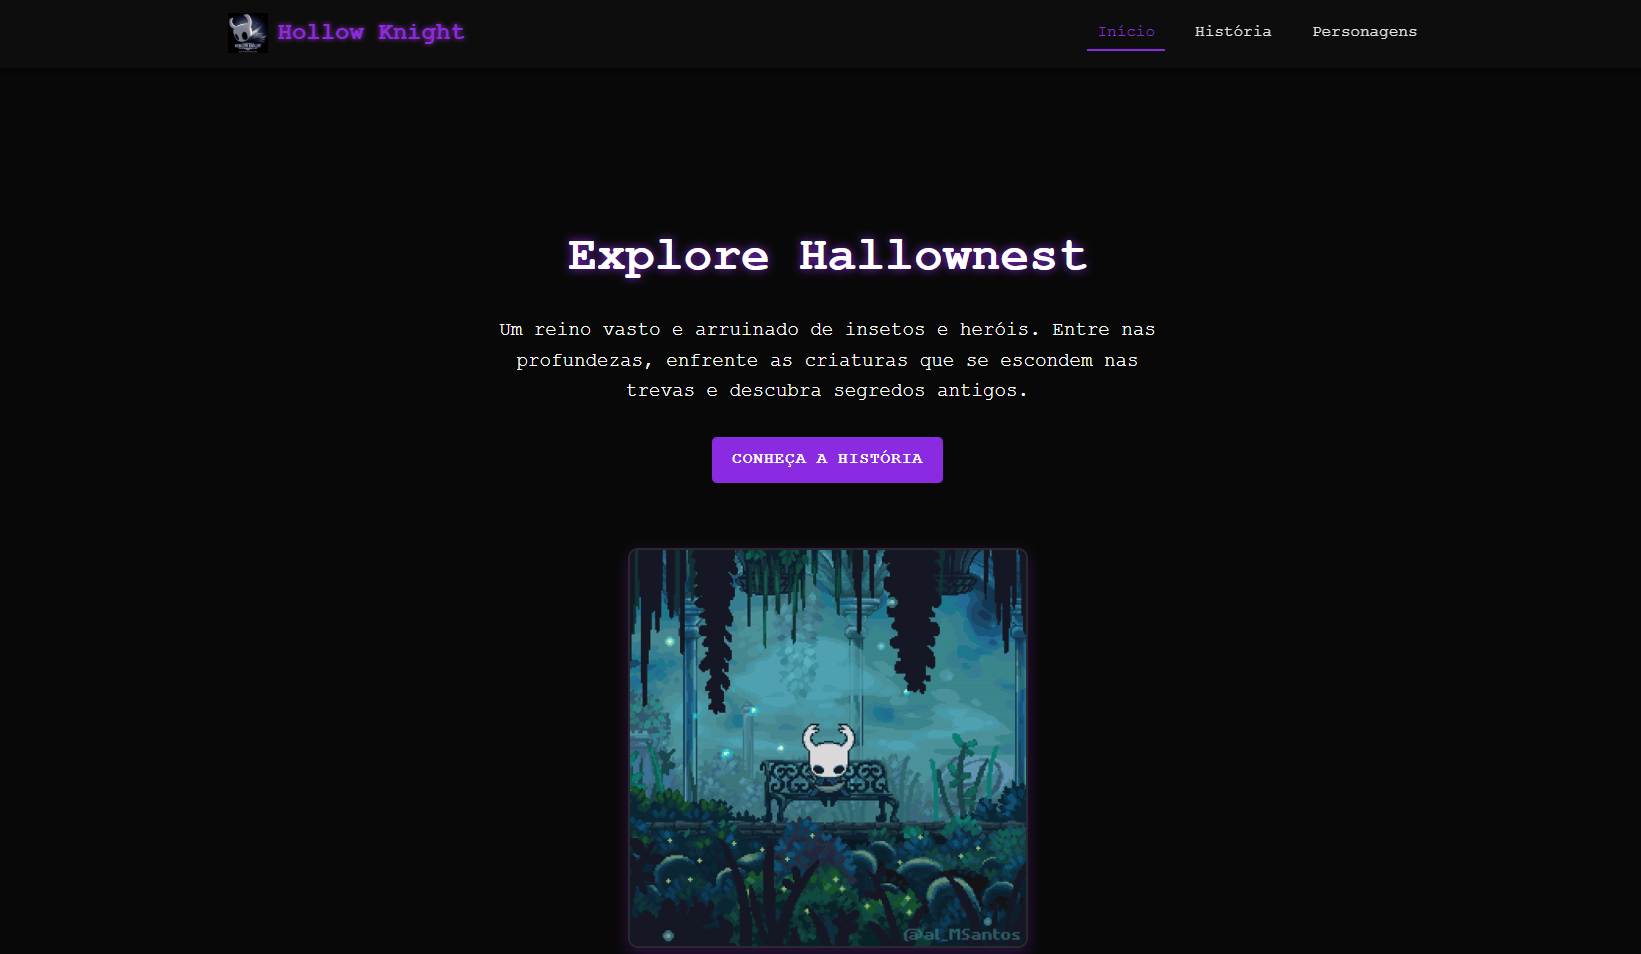 Hollow Knight
Início
História
Personagens
Explore Hallownest
Um reino vasto e arruinado de insetos e heróis. Entre nas
profundezas, enfrente as criaturas que se escondem nas
trevas e descubra segredos antigos.
CONHEÇA A HISTÓRIA
@al_MSantos